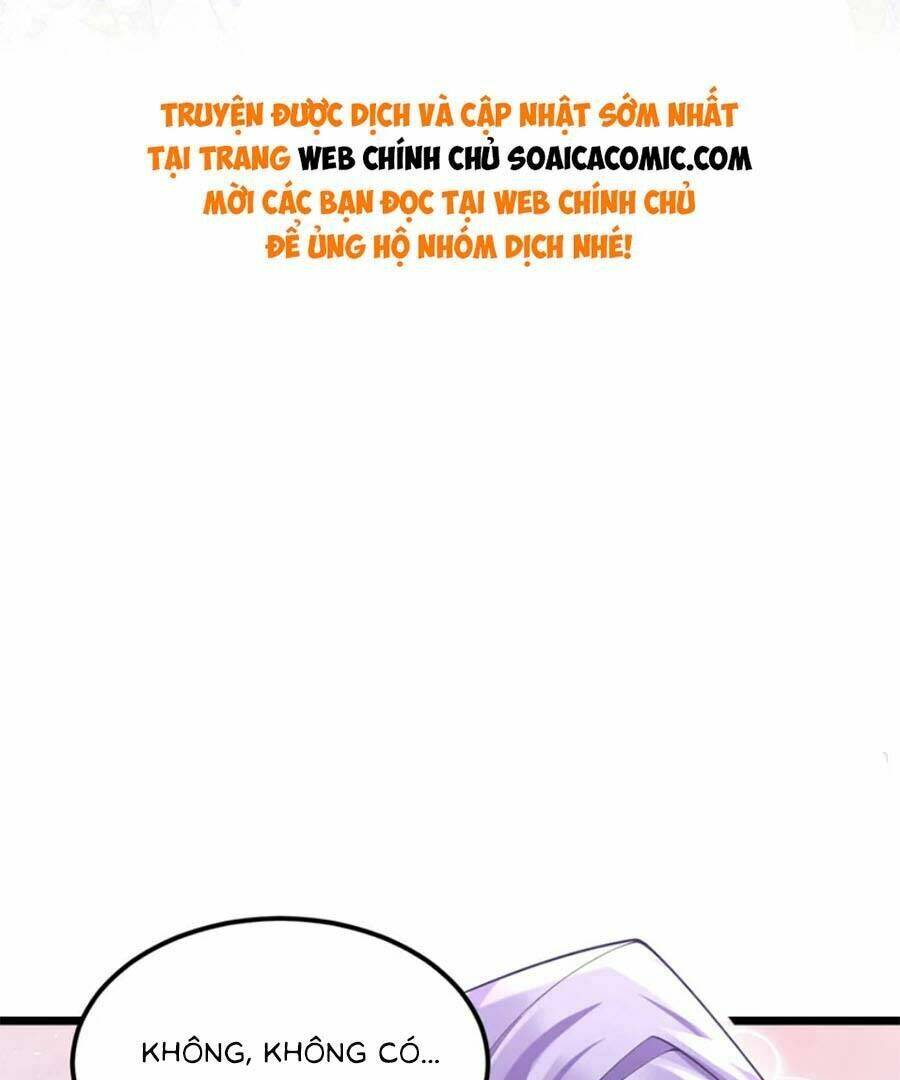 TRUYỆN ĐƯỢC DỊCH VÀ CẬP NHẬT SỚM NHẤT
TẠI TRANG WEB CHÍNH CHỦ SOAICACOMIC.COM
MỜI CÁC BẠN ĐỌC TẠI WEB CHÍNH CHỦ
ĐỂ ỦNG HỘ NHÓM DỊCH NHÉ!
KHÔNG, KHÔNG CÓ...